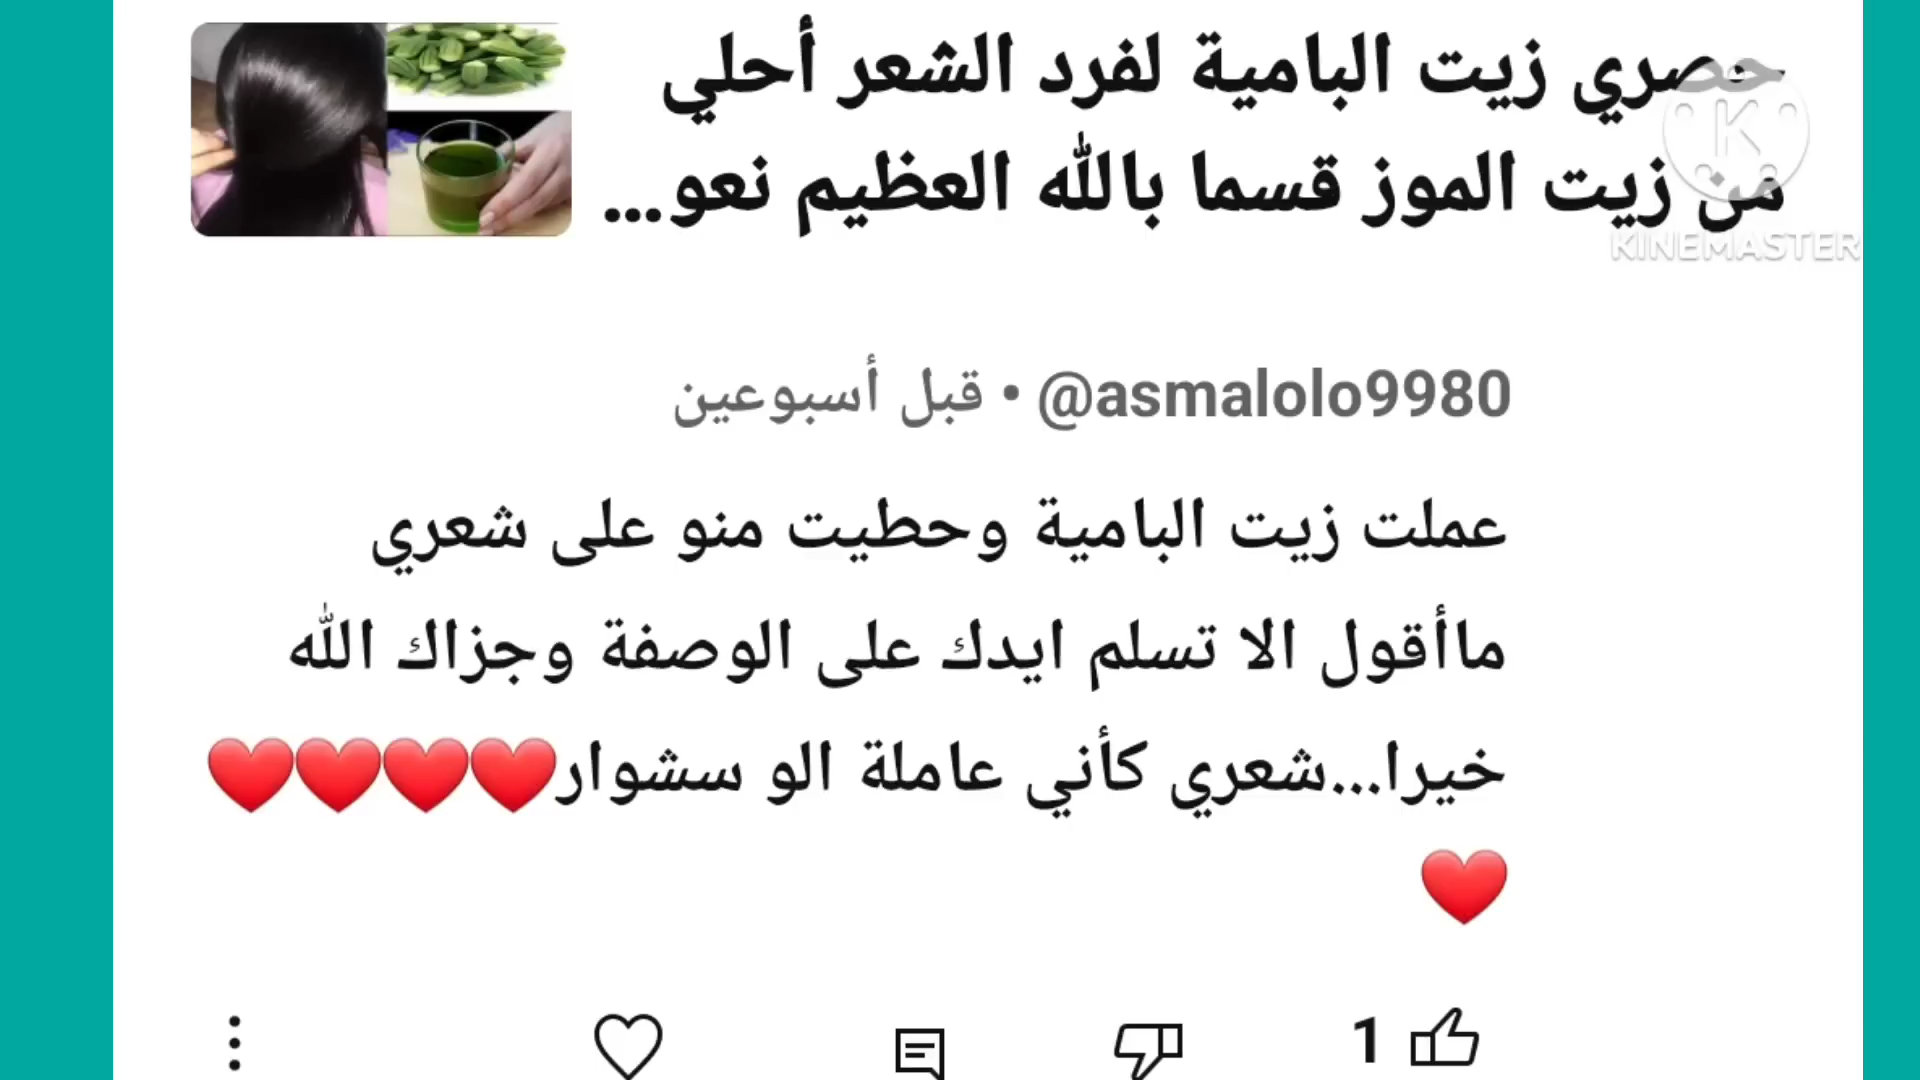 حصري زيت البامية لفرد الشعر أحلي
من زيت الموز قسما بالله العظيم نعو...
KINEMASTER
@asmalolo9980 • قبل أسبوعين
عملت زيت البامية وحطيت منو على شعري
ماأقول الا تسلم ايدك على الوصفة وجزاك الله
خيرا...شعري كأني عاملة الو سشوار❤️❤️❤️❤️
❤️
1